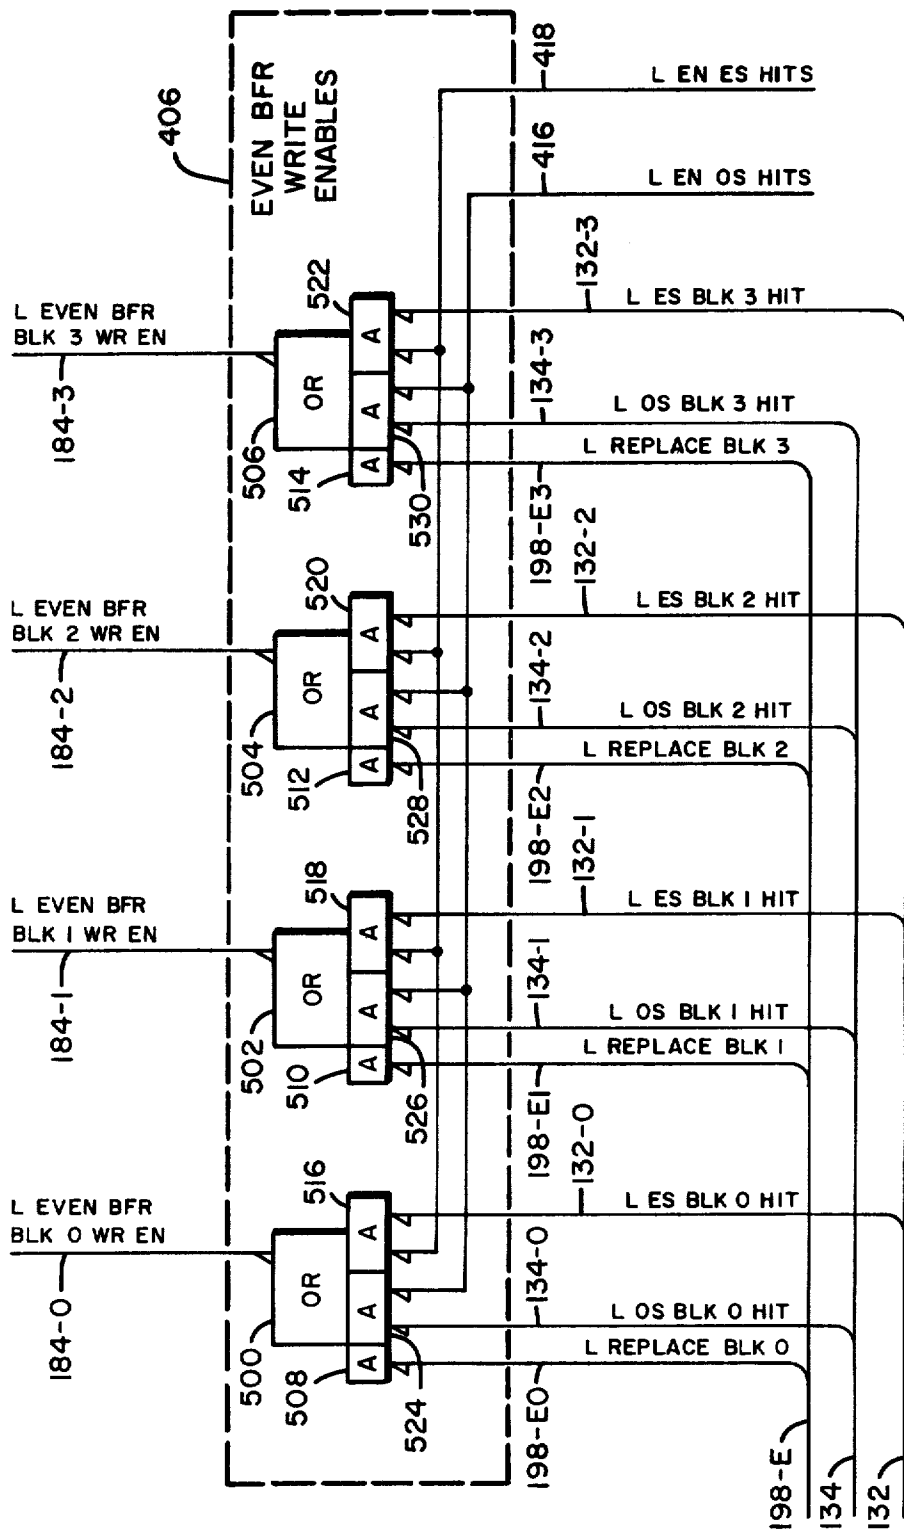 406
EVEN BFR
WRITE
ENABLES
418
L EN ES HITS
416
L EN OS HITS
L EVEN BFR
BLK 3 WR EN
184-3
506
OR
522
A
A
A
514
530
132-3
L ES BLK 3 HIT
134-3
L OS BLK 3 HIT
L REPLACE BLK 3
198-E3
L EVEN BFR
BLK 2 WR EN
184-2
504
OR
520
A
A
A
512
528
132-2
L ES BLK 2 HIT
134-2
L OS BLK 2 HIT
L REPLACE BLK 2
198-E2
L EVEN BFR
BLK 1 WR EN
184-1
502
OR
518
A
A
A
510
526
132-1
L ES BLK 1 HIT
134-1
L OS BLK 1 HIT
L REPLACE BLK 1
198-E1
L EVEN BFR
BLK 0 WR EN
184-0
500
OR
516
A
A
A
508
524
132-0
L ES BLK 0 HIT
134-0
L OS BLK 0 HIT
L REPLACE BLK 0
198-E0
198-E
134
132